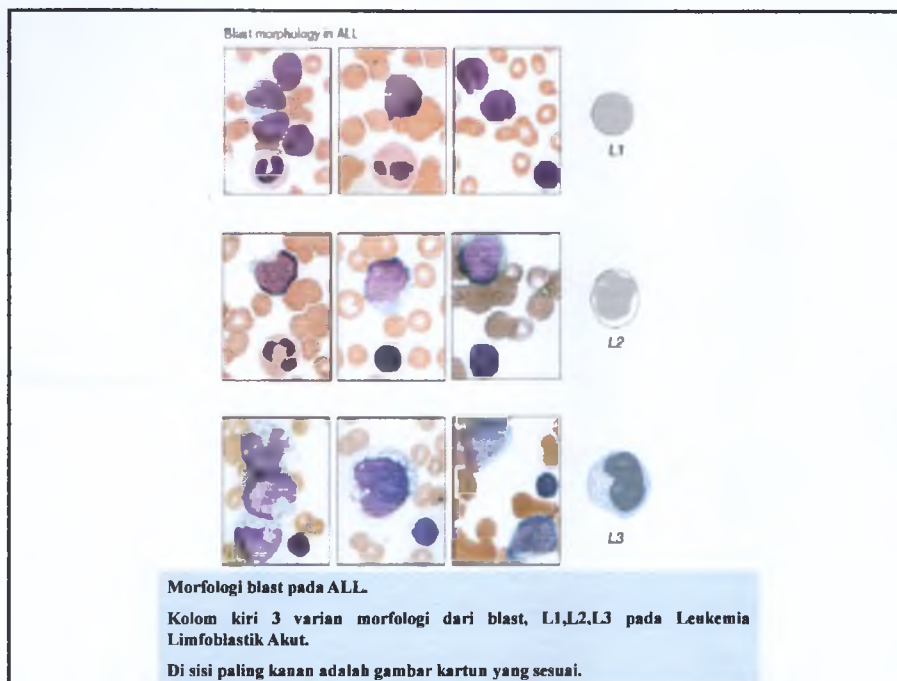 Blast morphology in ALL
L1
L2
L3
Morfologi blast pada ALL.
Kolom kiri 3 varian morfologi dari blast, L1,L2,L3 pada Leukemia
Limfoblastik Akut.
Di sisi paling kanan adalah gambar kartun yang sesuai.